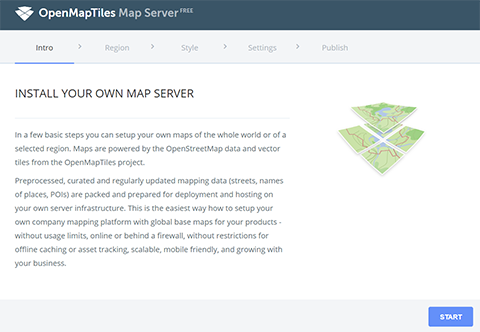 OpenMapTiles Map Server FREE
Intro > Region > Style > Settings > Publish
INSTALL YOUR OWN MAP SERVER
In a few basic steps you can setup your own maps of the whole world or of a
selected region. Maps are powered by the OpenStreetMap data and vector
tiles from the OpenMapTiles project.
Preprocessed, curated and regularly updated mapping data (streets, names
of places, POIs) are packed and prepared for deployment and hosting on
your own server infrastructure. This is the easiest way how to setup your
own company mapping platform with global base maps for your products -
without usage limits, online or behind a firewall, without restrictions for
offline caching or asset tracking, scalable, mobile friendly, and growing with
your business.
START